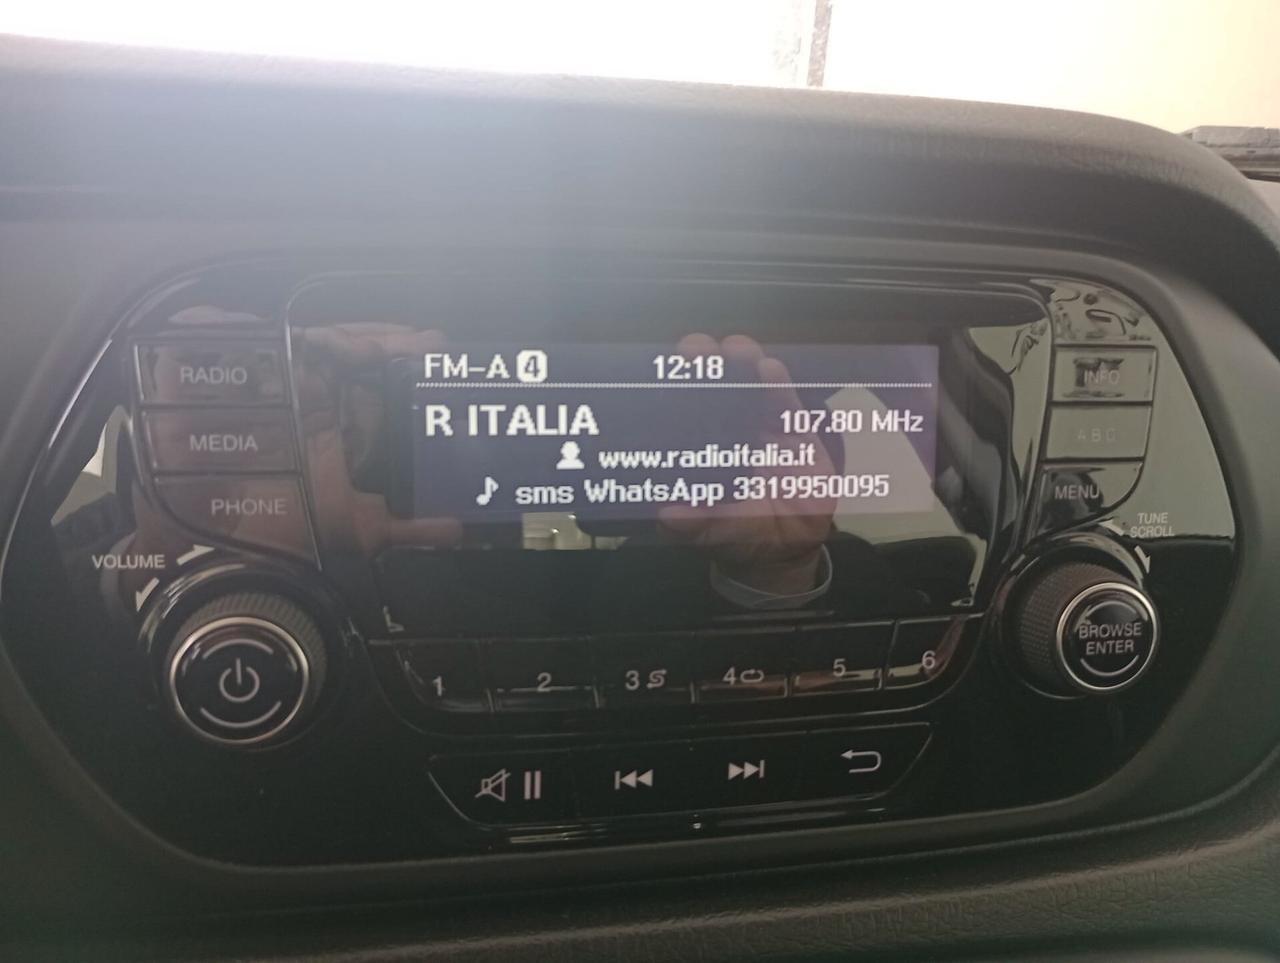 FM-A 4 12:18
R ITALIA 107.80 MHz
www.radioitalia.it
sms WhatsApp 3319950095
RADIO
MEDIA
PHONE
VOLUME
INFO
ABC
MENU
TUNE
SCROLL
BROWSE
ENTER
1 2 3 4 5 6